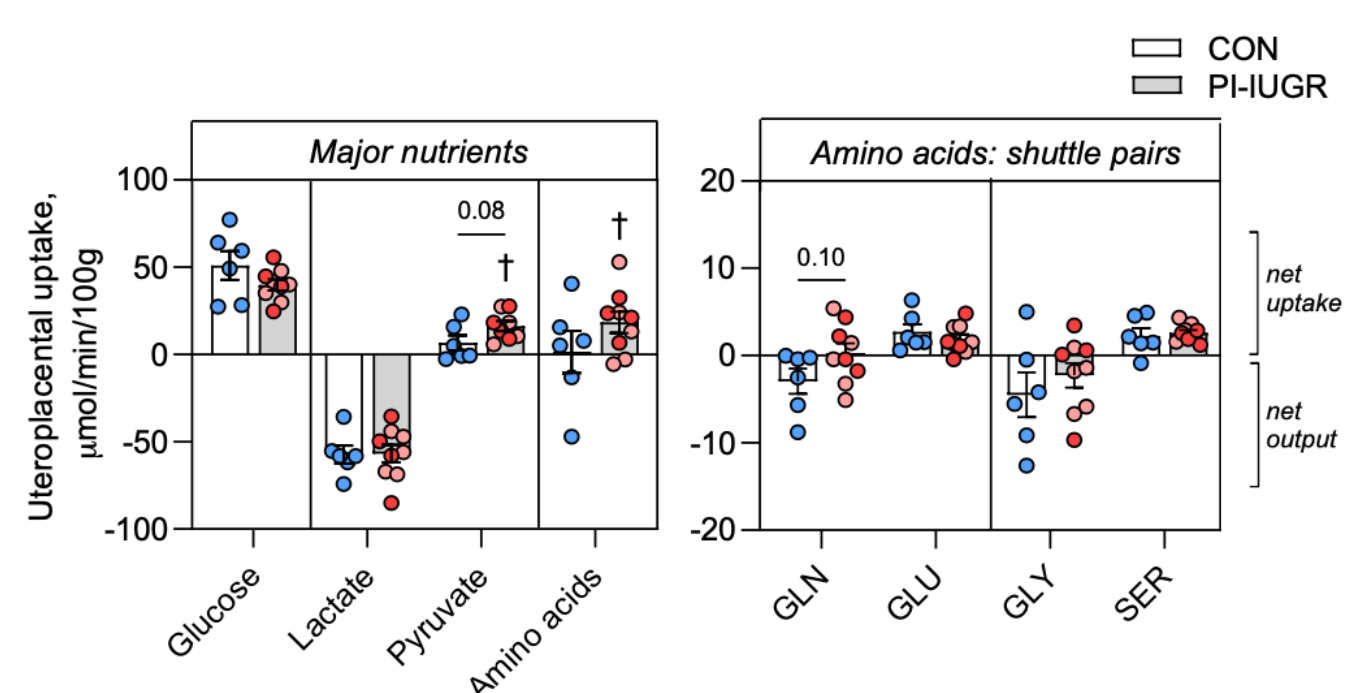 CON
PI-IUGR
Major nutrients
Amino acids: shuttle pairs
Uteroplacental uptake,
µmol/min/100g
100
50
0
-50
-100
0.08
†
†
Glucose
Lactate
Pyruvate
Amino acids
20
10
0
-10
-20
0.10
GLN
GLU
GLY
SER
net
uptake
net
output